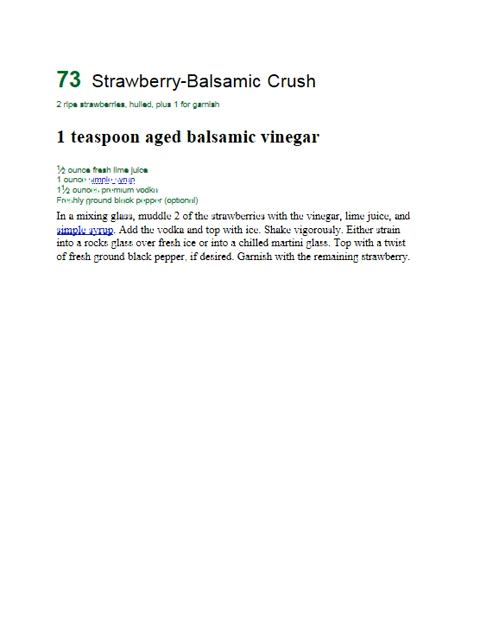 73 Strawberry-Balsamic Crush
2 ripe strawberries, hulled, plus 1 for garnish
1 teaspoon aged balsamic vinegar
½ ounce fresh lime juice
1 ounce simple syrup
1½ ounces premium vodka
Freshly ground black pepper (optional)
In a mixing glass, muddle 2 of the strawberries with the vinegar, lime juice, and
simple syrup. Add the vodka and top with ice. Shake vigorously. Either strain
into a rocks glass over fresh ice or into a chilled martini glass. Top with a twist
of fresh ground black pepper, if desired. Garnish with the remaining strawberry.